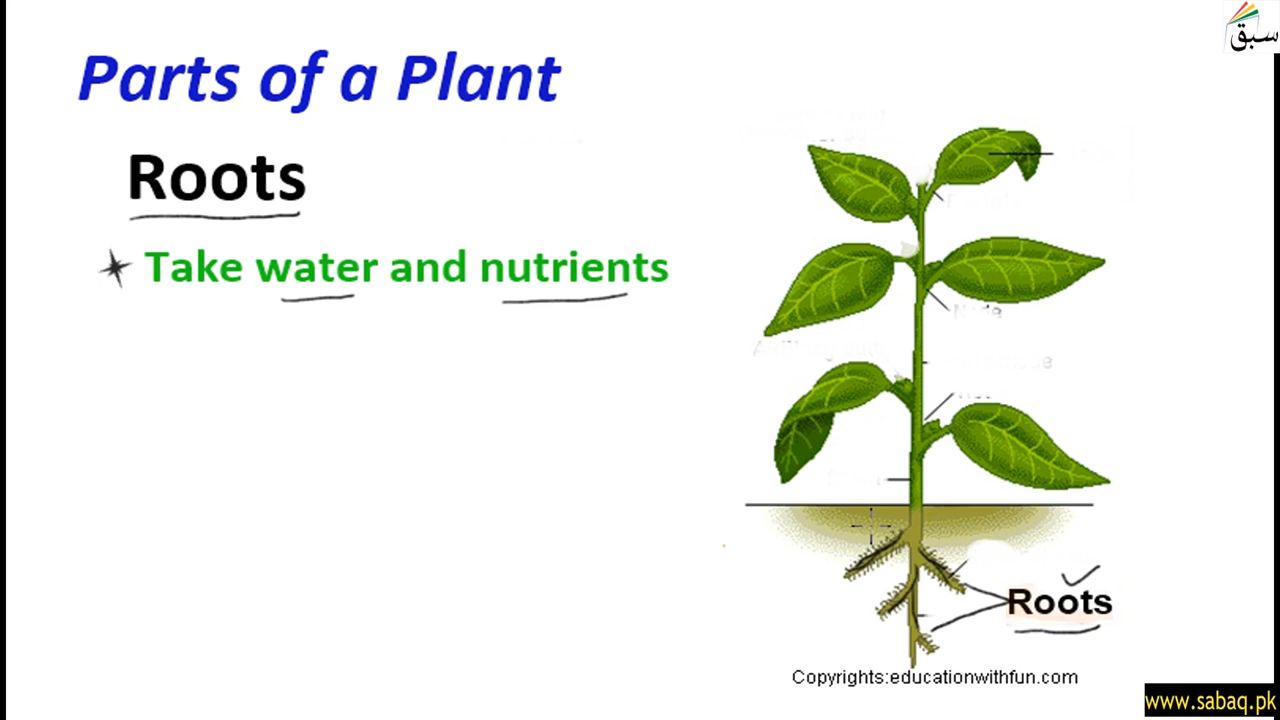 سبق
Parts of a Plant
Roots
Take water and nutrients
Roots
Copyrights:educationwithfun.com
www.sabaq.pk